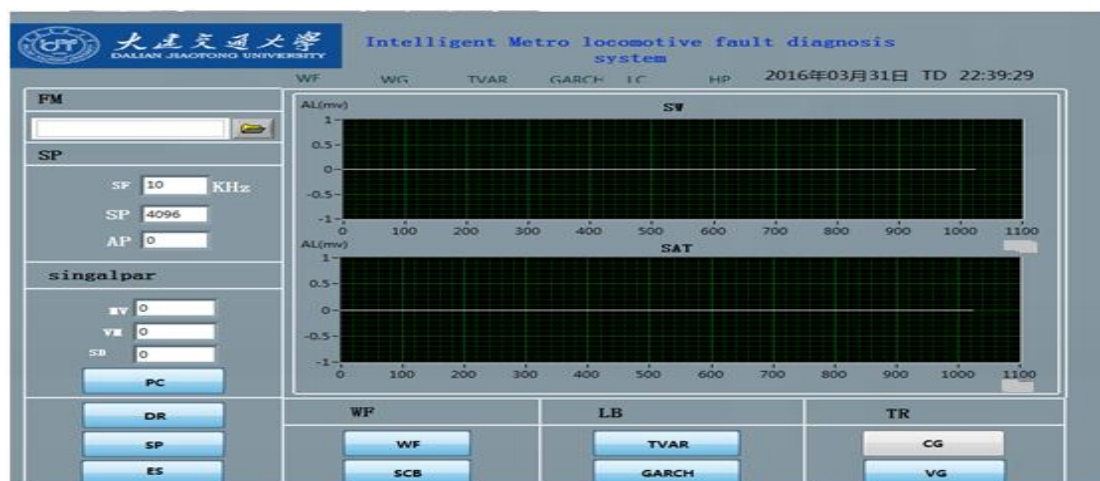 大连交通大学
DALIAN JIAOTONG UNIVERSITY
Intelligent Metro locomotive fault diagnosis
system
WF WG TVAR GARCH LC HP 2016年03月31日 TD 22:39:29
FM
SP
SF 10 KHz
SP 4096
AP 0
singalpar
mv 0
VM 0
SD 0
PC
DR
SP
ES
AL(mv) SW
1
0.5
0
-0.5
-1
0 100 200 300 400 500 600 700 800 900 1000 1100
AL(mv) SAT
1
0.5
0
-0.5
-1
0 100 200 300 400 500 600 700 800 900 1000 1100
WF LB TR
WF TVAR CG
SCB GARCH VG